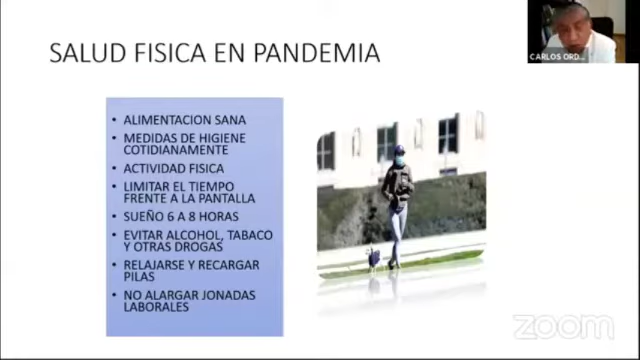 SALUD FISICA EN PANDEMIA
CARLOS ORD...
• ALIMENTACION SANA
• MEDIDAS DE HIGIENE
COTIDIANAMENTE
• ACTIVIDAD FISICA
• LIMITAR EL TIEMPO
FRENTE A LA PANTALLA
• SUEÑO 6 A 8 HORAS
• EVITAR ALCOHOL, TABACO
Y OTRAS DROGAS
• RELAJARSE Y RECARGAR
PILAS
• NO ALARGAR JONADAS
LABORALES
zoom